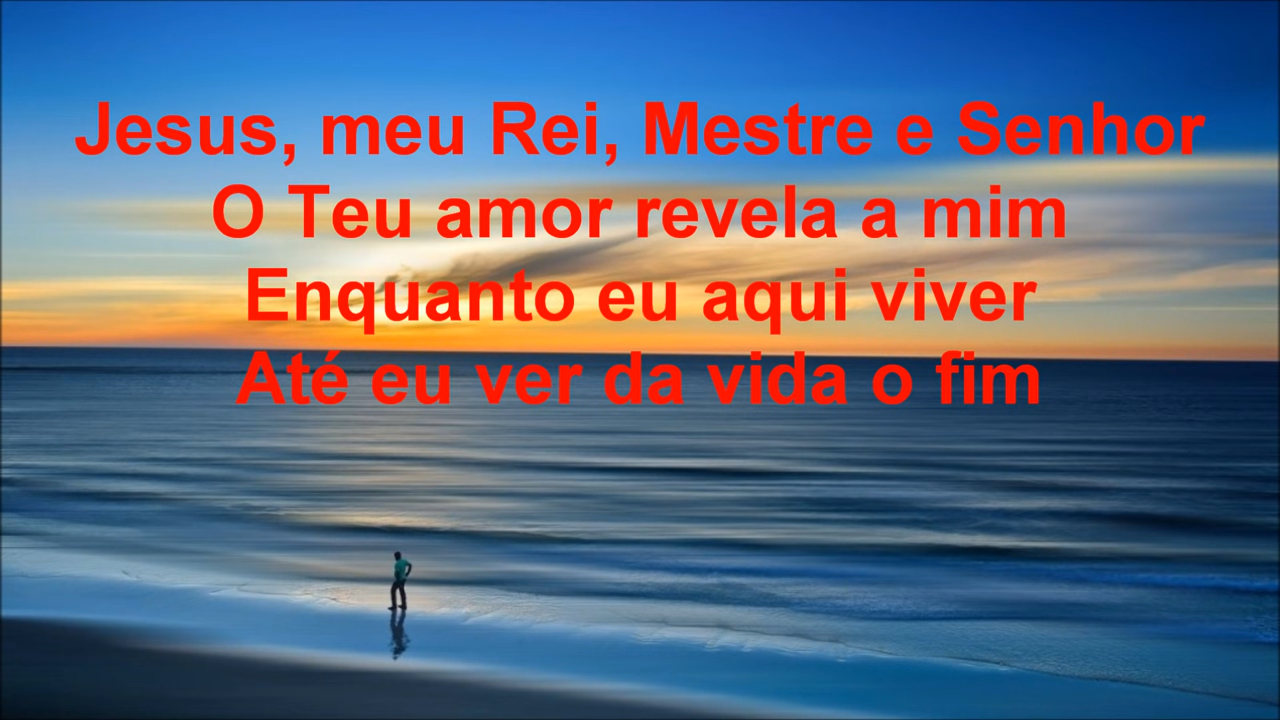 Jesus, meu Rei, Mestre e Senhor
O Teu amor revela a mim
Enquanto eu aqui viver
Até eu ver da vida o fim